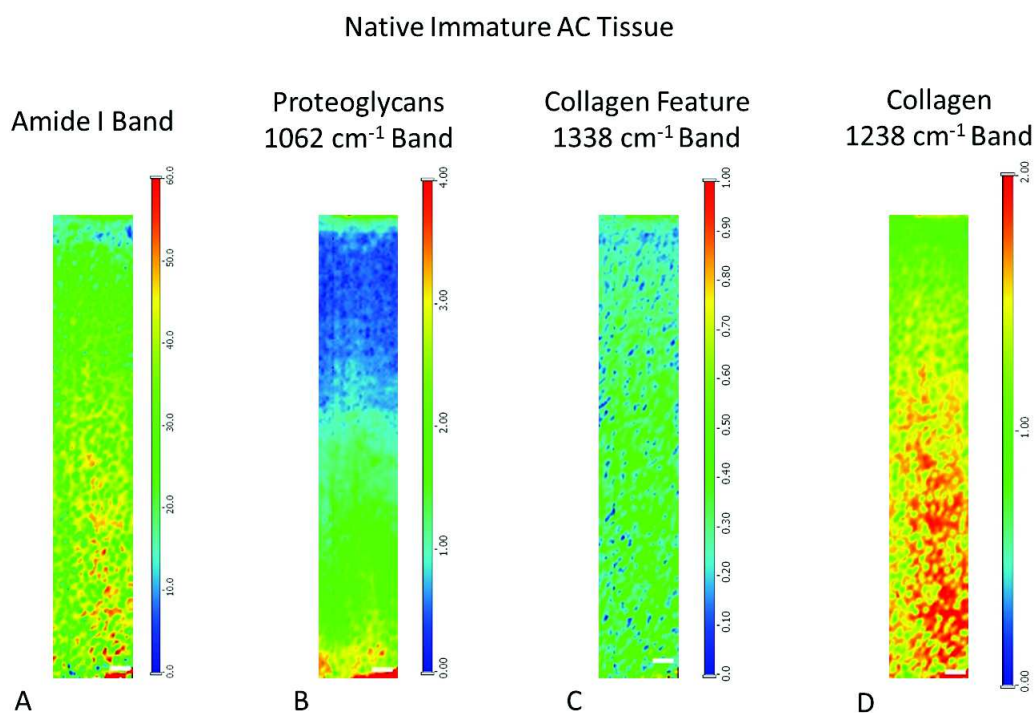 Native Immature AC Tissue
Amide I Band
Proteoglycans
1062 cm-1 Band
Collagen Feature
1338 cm-1 Band
Collagen
1238 cm-1 Band
60.0
50.0
40.0
30.0
20.0
10.0
0.0
4.00
3.00
2.00
1.00
0.00
1.00
0.90
0.80
0.70
0.60
0.50
0.40
0.30
0.20
0.10
0.0
2.00
1.00
0.00
A
B
C
D